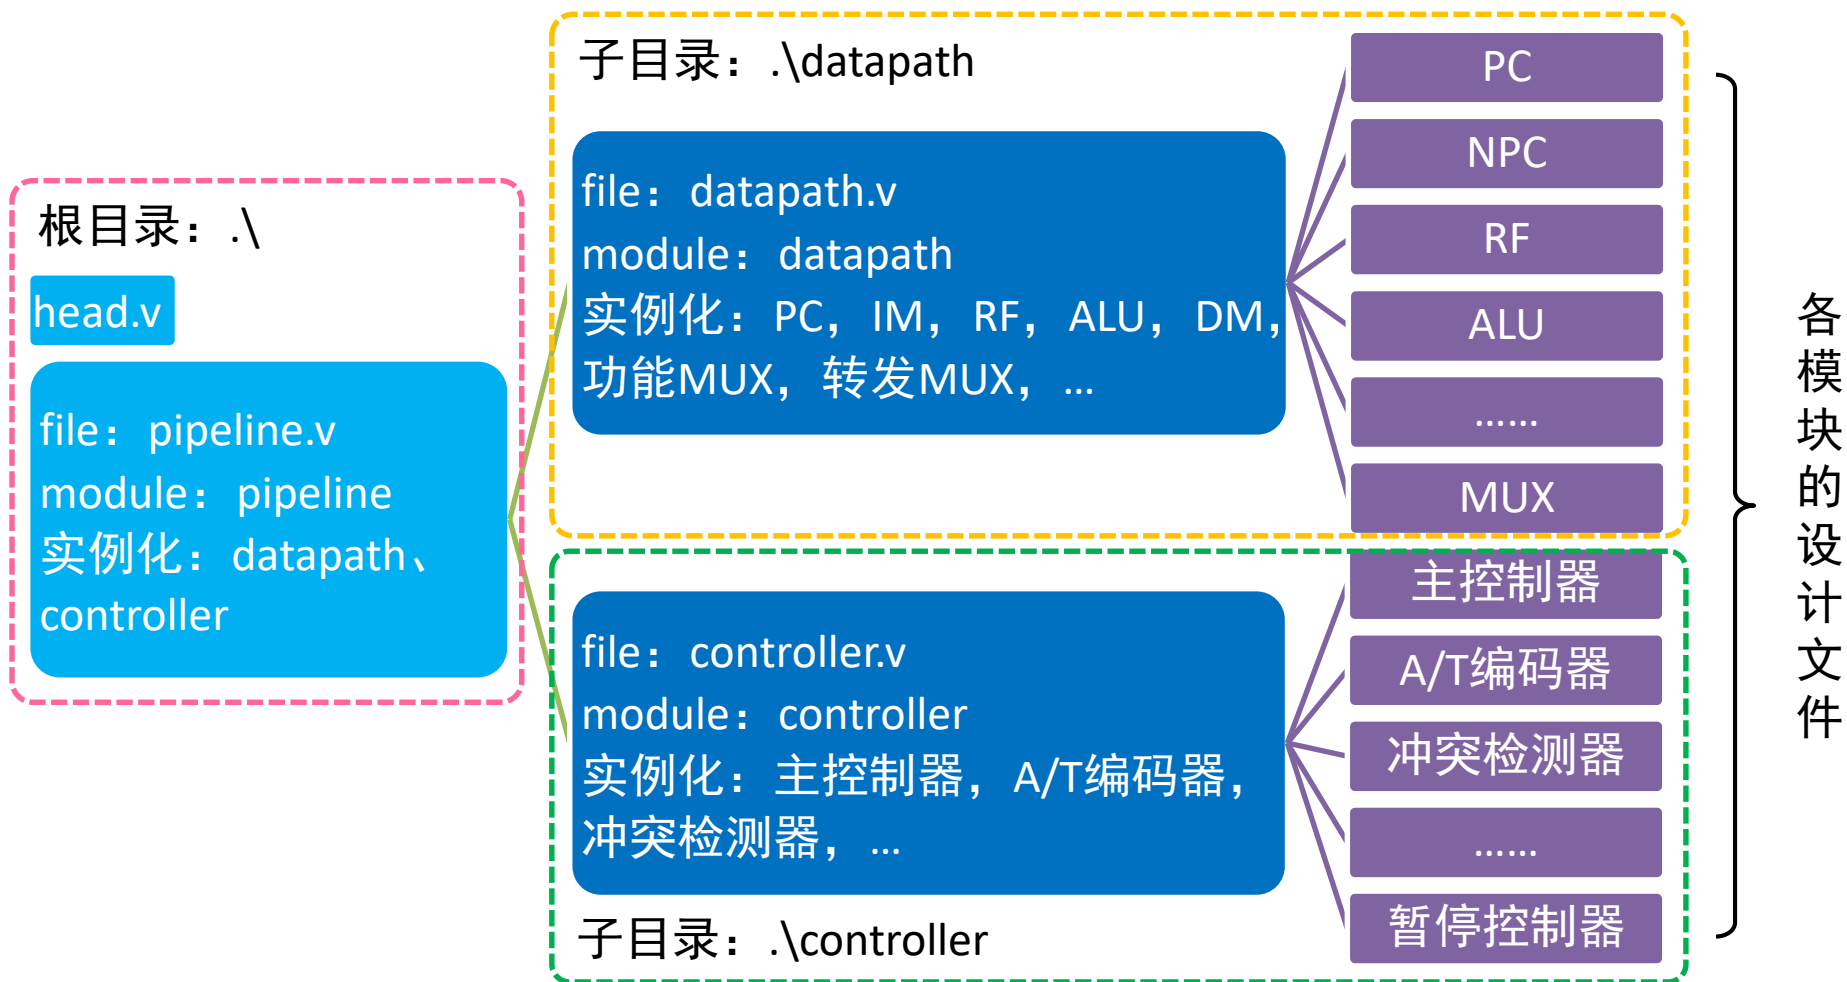 根目录：.\
head.v
file：pipeline.v
module：pipeline
实例化：datapath、
controller
子目录：.\datapath
file：datapath.v
module：datapath
实例化：PC，IM，RF，ALU，DM，
功能MUX，转发MUX，...
PC
NPC
RF
ALU
……
MUX
file：controller.v
module：controller
实例化：主控制器，A/T编码器，
冲突检测器，...
子目录：.\controller
主控制器
A/T编码器
冲突检测器
……
暂停控制器
各模块的设计文件